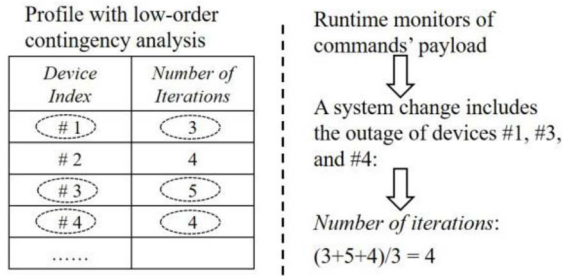 Profile with low-order
contingency analysis
Device Index
Number of Iterations
# 1
3
# 2
4
# 3
5
# 4
4
……
Runtime monitors of
commands' payload
A system change includes
the outage of devices #1, #3,
and #4:
Number of iterations:
(3+5+4)/3 = 4